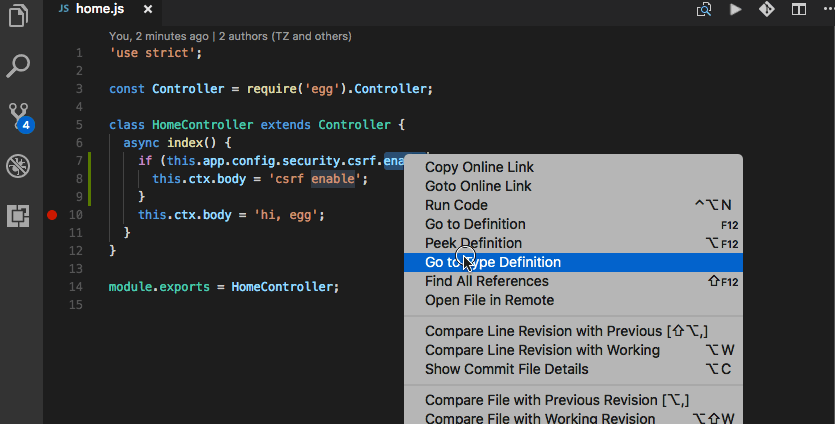 JS home.js ×
You, 2 minutes ago | 2 authors (TZ and others)
1 'use strict';
2
3 const Controller = require('egg').Controller;
4
5 class HomeController extends Controller {
6 async index() {
7 if (this.app.config.security.csrf.ena
8 this.ctx.body = 'csrf enable';
9 }
10 this.ctx.body = 'hi, egg';
11 }
12 }
13
14 module.exports = HomeController;
15
4
Copy Online Link
Goto Online Link
Run Code ^⌥N
Go to Definition F12
Peek Definition ⌥F12
Go to Type Definition
Find All References ⇧F12
Open File in Remote
Compare Line Revision with Previous [⇧⌥,]
Compare Line Revision with Working ⌥W
Show Commit File Details ⌥C
Compare File with Previous Revision [⌥,]
Compare File with Working Revision ⌥⇧W